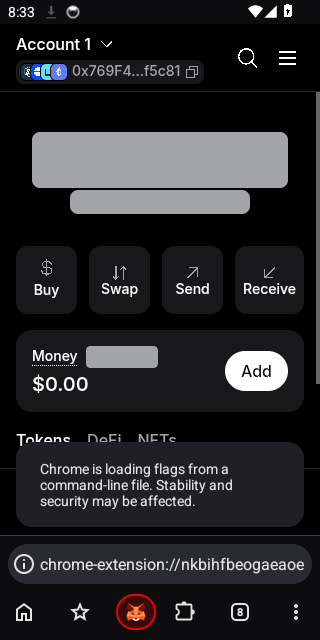 8:33
Account 1
0x769F4...f5c81
Buy
Swap
Send
Receive
Money
$0.00
Add
Tokens DeFi NFTs
Chrome is loading flags from a
command-line file. Stability and
security may be affected.
chrome-extension://nkbihfbeogaeaoe
8